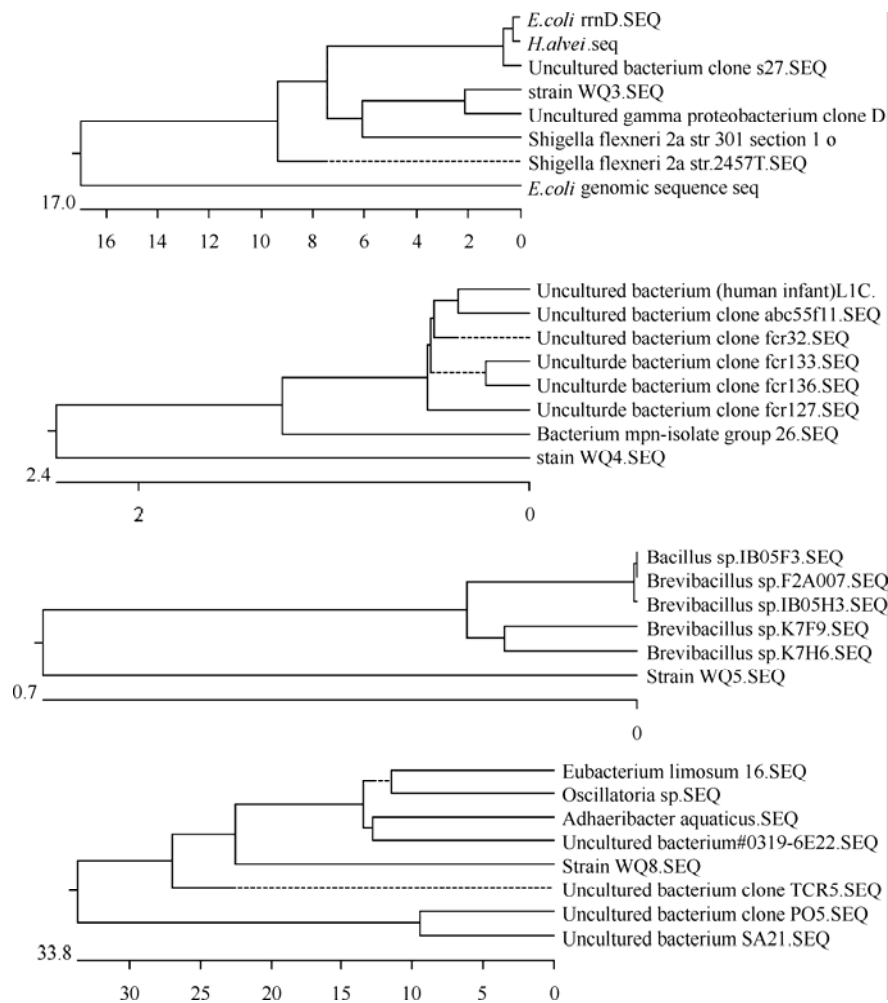 E.coli rrnD.SEQ
H.alvei.seq
Uncultured bacterium clone s27.SEQ
strain WQ3.SEQ
Uncultured gamma proteobacterium clone D
Shigella flexneri 2a str 301 section 1 o
Shigella flexneri 2a str.2457T.SEQ
E.coli genomic sequence seq
17.0
16 14 12 10 8 6 4 2 0
Uncultured bacterium (human infant)L1C.
Uncultured bacterium clone abc55f11.SEQ
Uncultured bacterium clone fcr32.SEQ
Unculturde bacterium clone fcr133.SEQ
Unculturde bacterium clone fcr136.SEQ
Unculturde bacterium clone fcr127.SEQ
Bacterium mpn-isolate group 26.SEQ
stain WQ4.SEQ
2.4
2 0
Bacillus sp.IB05F3.SEQ
Brevibacillus sp.F2A007.SEQ
Brevibacillus sp.IB05H3.SEQ
Brevibacillus sp.K7F9.SEQ
Brevibacillus sp.K7H6.SEQ
Strain WQ5.SEQ
0.7
0
Eubacterium limosum 16.SEQ
Oscillatoria sp.SEQ
Adhaeribacter aquaticus.SEQ
Uncultured bacterium#0319-6E22.SEQ
Strain WQ8.SEQ
Uncultured bacterium clone TCR5.SEQ
Uncultured bacterium clone PO5.SEQ
Uncultured bacterium SA21.SEQ
33.8
30 25 20 15 10 5 0